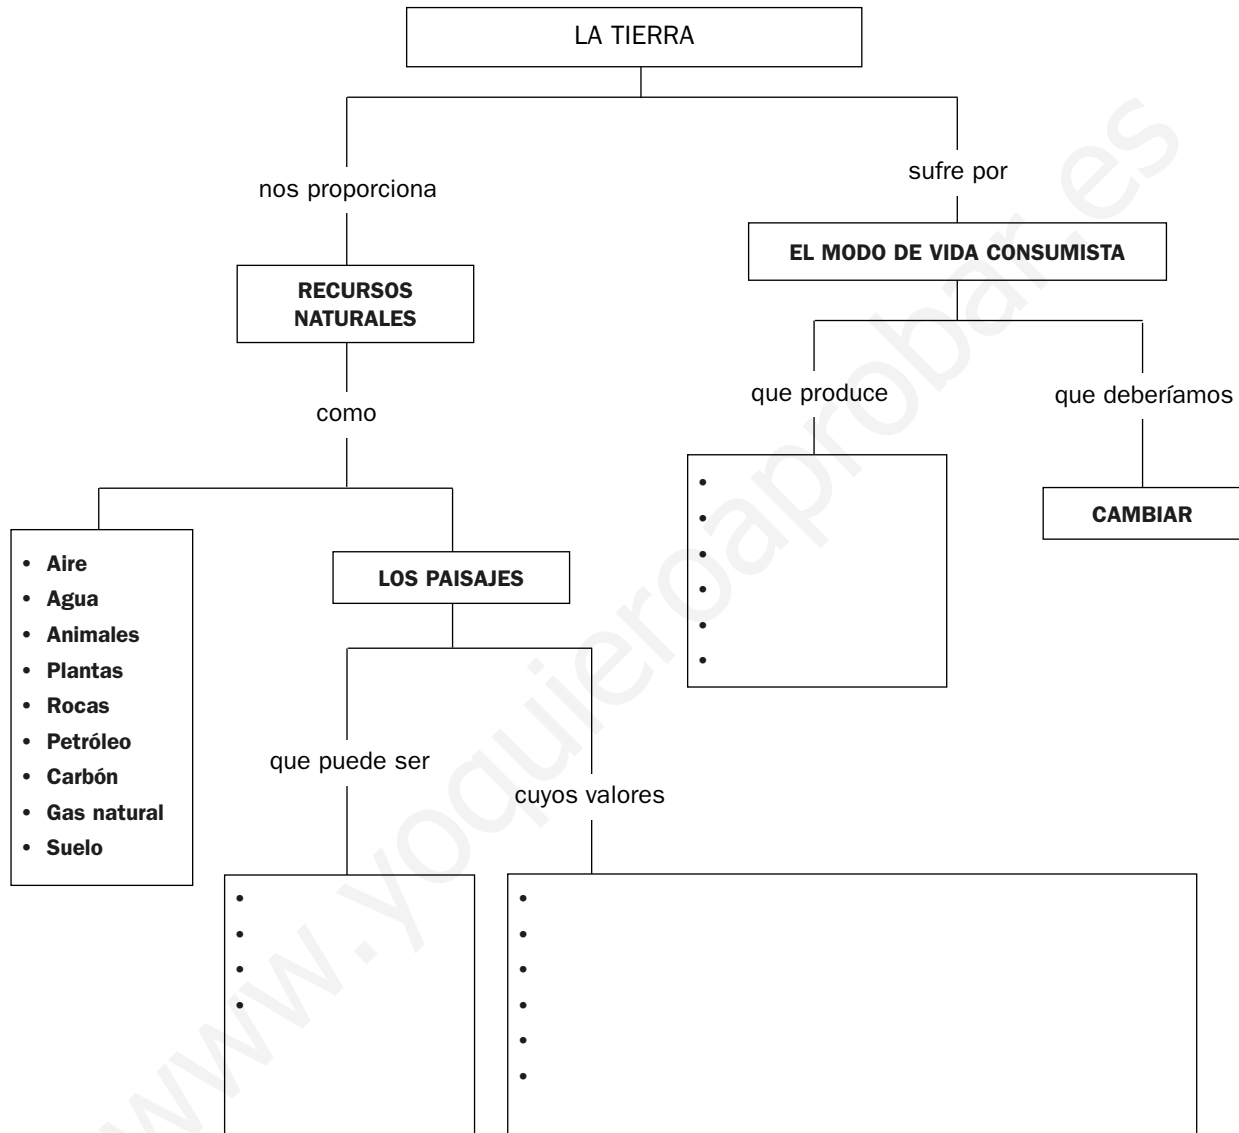 LA TIERRA
nos proporciona
sufre por
RECURSOS
NATURALES
EL MODO DE VIDA CONSUMISTA
como
que produce
que deberíamos
• Aire
• Agua
• Animales
• Plantas
• Rocas
• Petróleo
• Carbón
• Gas natural
• Suelo
LOS PAISAJES
•
•
•
•
•
•
CAMBIAR
que puede ser
cuyos valores
•
•
•
•
•
•
•
•
•
•
www.yoquieroaprobar.es